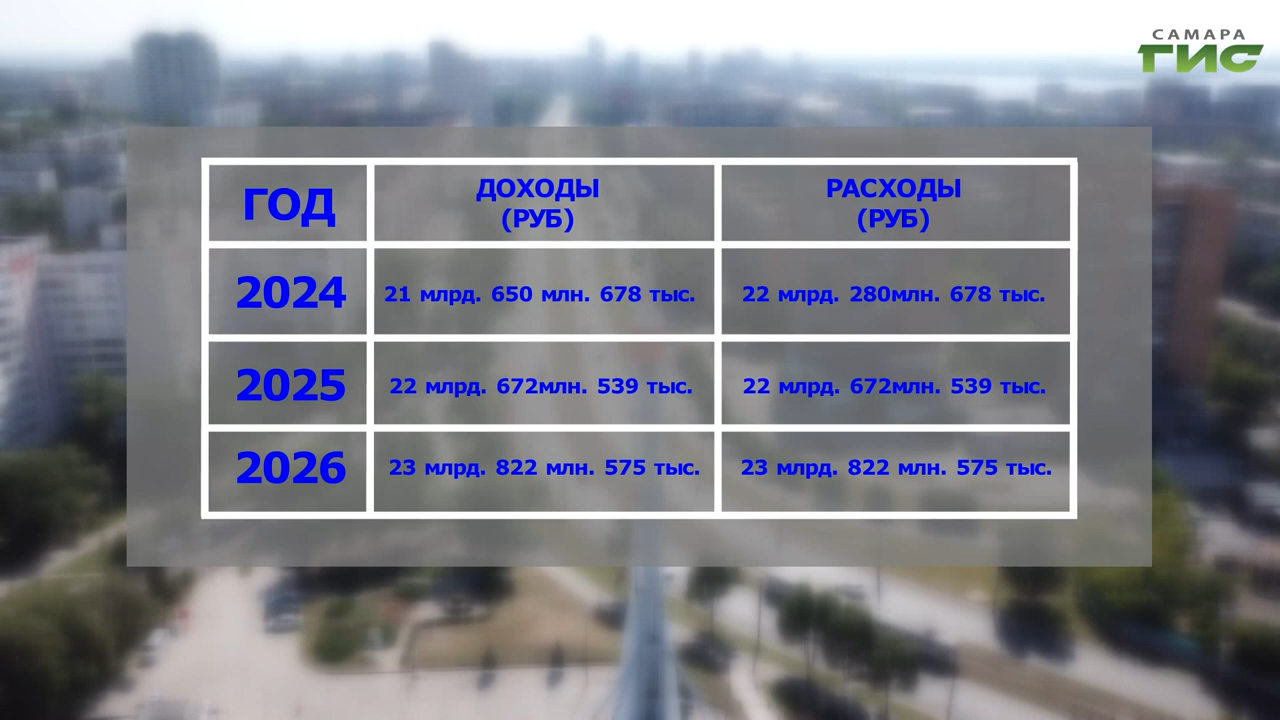 САМАРА
ГИС
ГОД
ДОХОДЫ
(РУБ)
РАСХОДЫ
(РУБ)
2024
21 млрд. 650 млн. 678 тыс.
22 млрд. 280млн. 678 тыс.
2025
22 млрд. 672млн. 539 тыс.
22 млрд. 672млн. 539 тыс.
2026
23 млрд. 822 млн. 575 тыс.
23 млрд. 822 млн. 575 тыс.